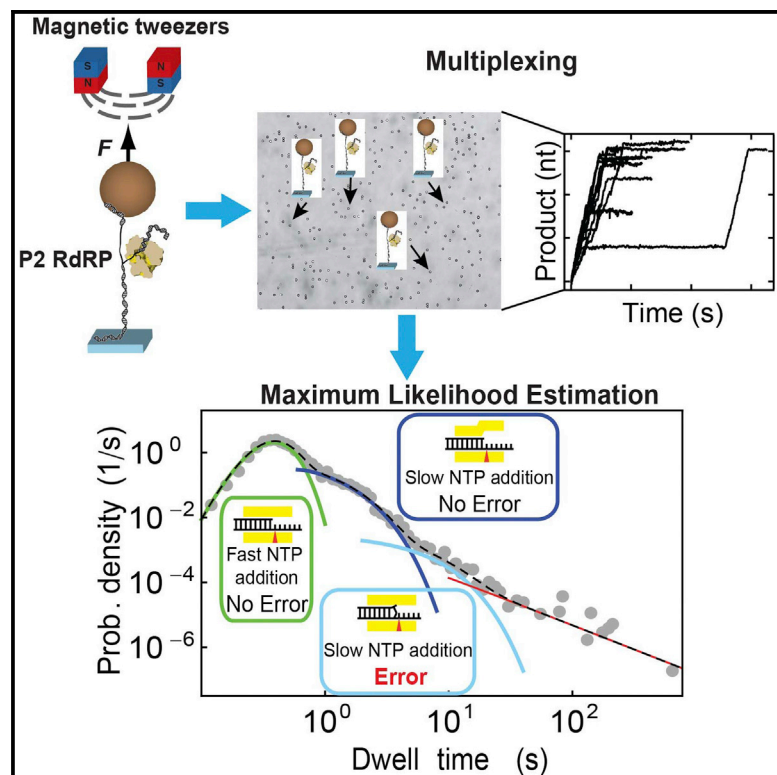 Magnetic tweezers
S
N
N
S
F
P2 RdRP
Multiplexing
Product (nt)
Time (s)
Maximum Likelihood Estimation
Prob. density (1/s)
10^0
10^-2
10^-4
10^-6
Fast NTP
addition
No Error
Slow NTP addition
No Error
Slow NTP addition
Error
10^0
10^1
10^2
Dwell time (s)